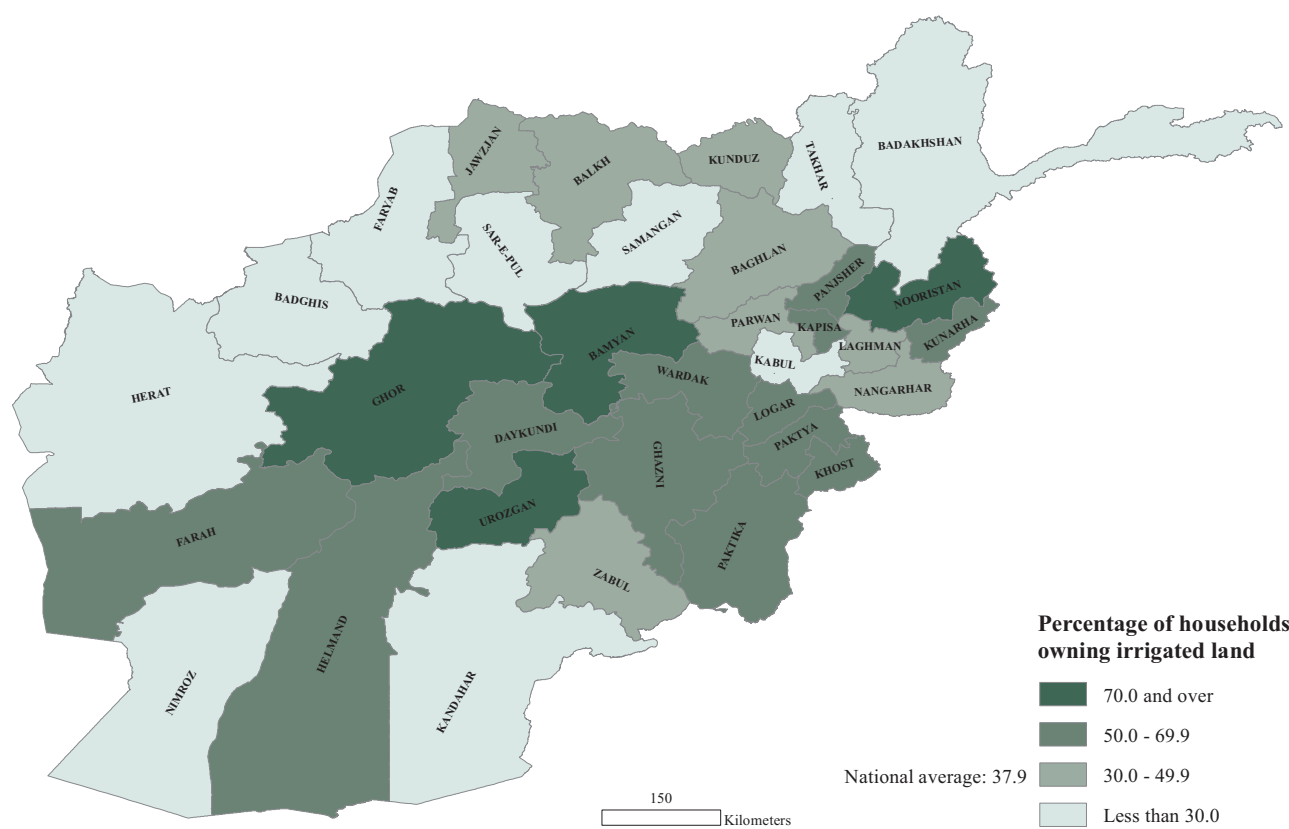 BADAKHSHAN
TAKHAR
KUNDUZ
JAWZJAN
BALKH
FARYAB
SAR-E-PUL
SAMANGAN
BAGHLAN
PANJSHER
NOORISTAN
BADGHIS
PARWAN
KAPISA
KUNARHA
LAGHMAN
KABUL
BAMYAN
WARDAK
NANGARHAR
HERAT
GHOR
LOGAR
DAYKUNDI
PAKTYA
GHAZNI
KHOST
UROZGAN
FARAH
PAKTIKA
ZABUL
HELMAND
NIMROZ
KANDAHAR
Percentage of households
owning irrigated land
70.0 and over
50.0 - 69.9
30.0 - 49.9
Less than 30.0
National average: 37.9
150
Kilometers